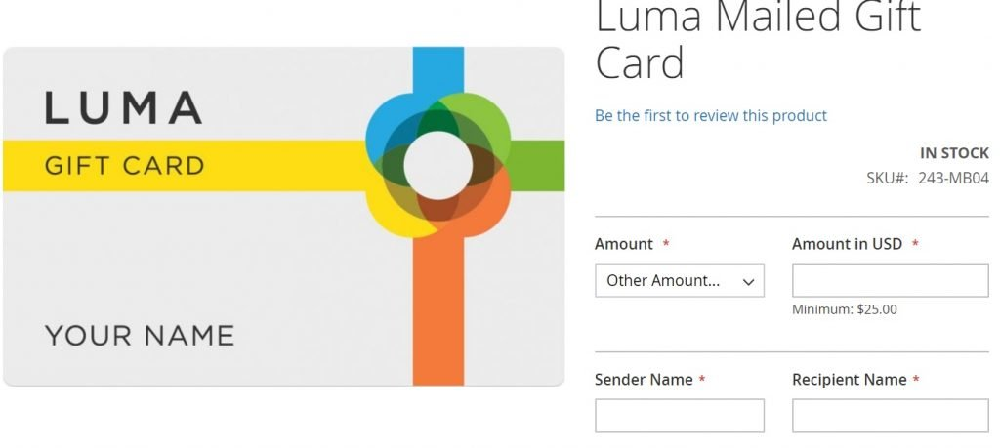 LUMA
GIFT CARD
YOUR NAME
Luma Mailed Gift
Card
Be the first to review this product
IN STOCK
SKU#: 243-MB04
Amount *
Amount in USD *
Other Amount...
Minimum: $25.00
Sender Name *
Recipient Name *